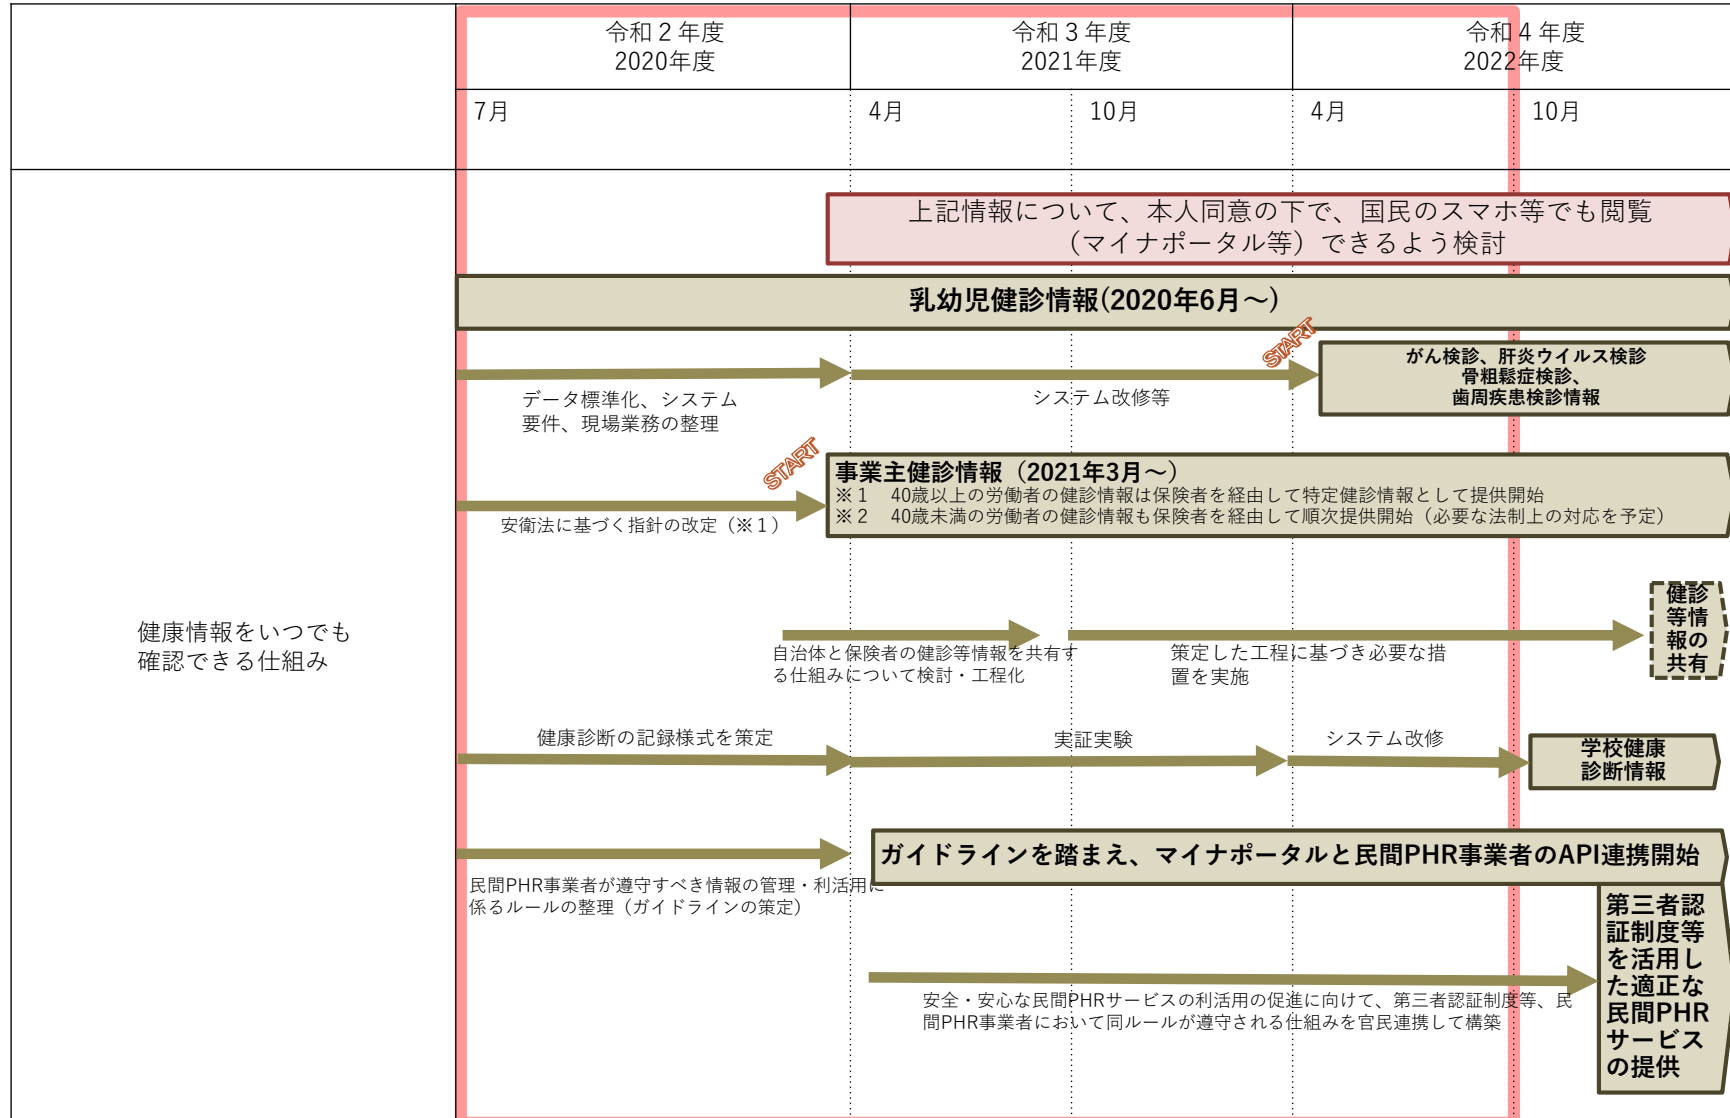 令和２年度
2020年度
令和３年度
2021年度
令和４年度
2022年度
7月
4月
10月
4月
10月
健康情報をいつでも
確認できる仕組み
上記情報について、本人同意の下で、国民のスマホ等でも閲覧
（マイナポータル等）できるよう検討
乳幼児健診情報(2020年6月～)
START
がん検診、肝炎ウイルス検診
骨粗鬆症検診、
歯周疾患検診情報
データ標準化、システム
要件、現場業務の整理
システム改修等
START
事業主健診情報（2021年3月～）
※１　40歳以上の労働者の健診情報は保険者を経由して特定健診情報として提供開始
※２　40歳未満の労働者の健診情報も保険者を経由して順次提供開始（必要な法制上の対応を予定）
安衛法に基づく指針の改定（※１）
健診
等情
報の
共有
自治体と保険者の健診等情報を共有す
る仕組みについて検討・工程化
策定した工程に基づき必要な措
置を実施
健康診断の記録様式を策定
実証実験
システム改修
学校健康
診断情報
ガイドラインを踏まえ、マイナポータルと民間PHR事業者のAPI連携開始
民間PHR事業者が遵守すべき情報の管理・利活用に
係るルールの整理（ガイドラインの策定）
第三者認
証制度等
を活用し
た適正な
民間PHR
サービス
の提供
安全・安心な民間PHRサービスの利活用の促進に向けて、第三者認証制度等、民
間PHR事業者において同ルールが遵守される仕組みを官民連携して構築